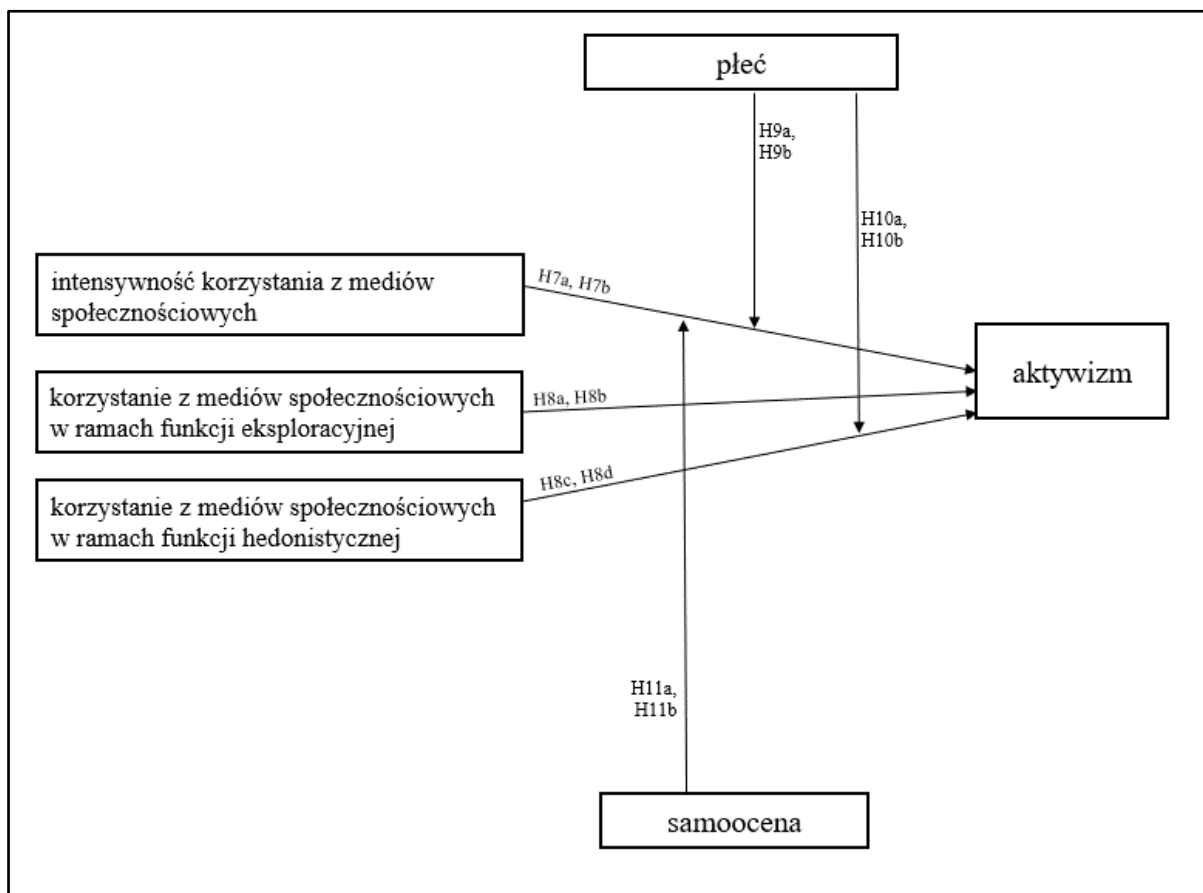 płeć
H9a,
H9b
H10a,
H10b
intensywność korzystania z mediów
społecznościowych
H7a, H7b
aktywizm
korzystanie z mediów społecznościowych
w ramach funkcji eksploracyjnej
H8a, H8b
korzystanie z mediów społecznościowych
w ramach funkcji hedonistycznej
H8c, H8d
H11a,
H11b
samoocena